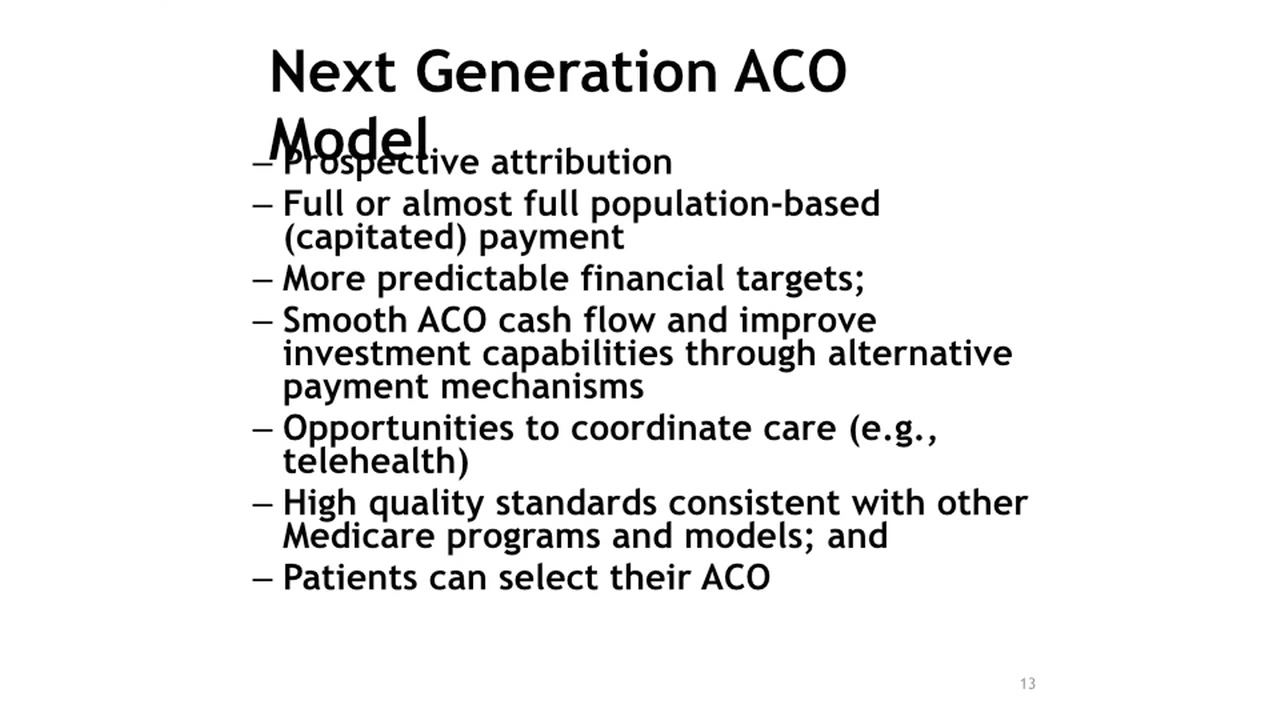 Next Generation ACO
Model
– Prospective attribution
– Full or almost full population-based
(capitated) payment
– More predictable financial targets;
– Smooth ACO cash flow and improve
investment capabilities through alternative
payment mechanisms
– Opportunities to coordinate care (e.g.,
telehealth)
– High quality standards consistent with other
Medicare programs and models; and
– Patients can select their ACO
13